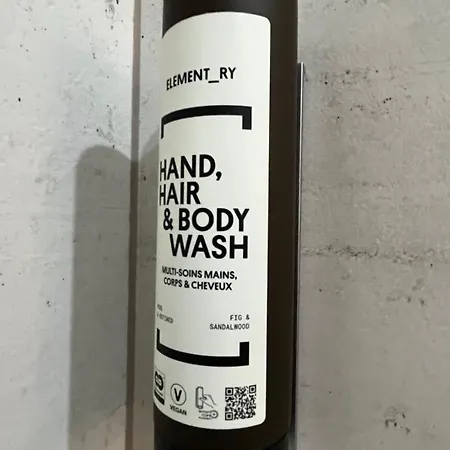 ELEMENT_RY
HAND,
HAIR
& BODY
WASH
MULTI-SOINS MAINS,
CORPS & CHEVEUX
FIG &
SANDALWOOD
VEGAN